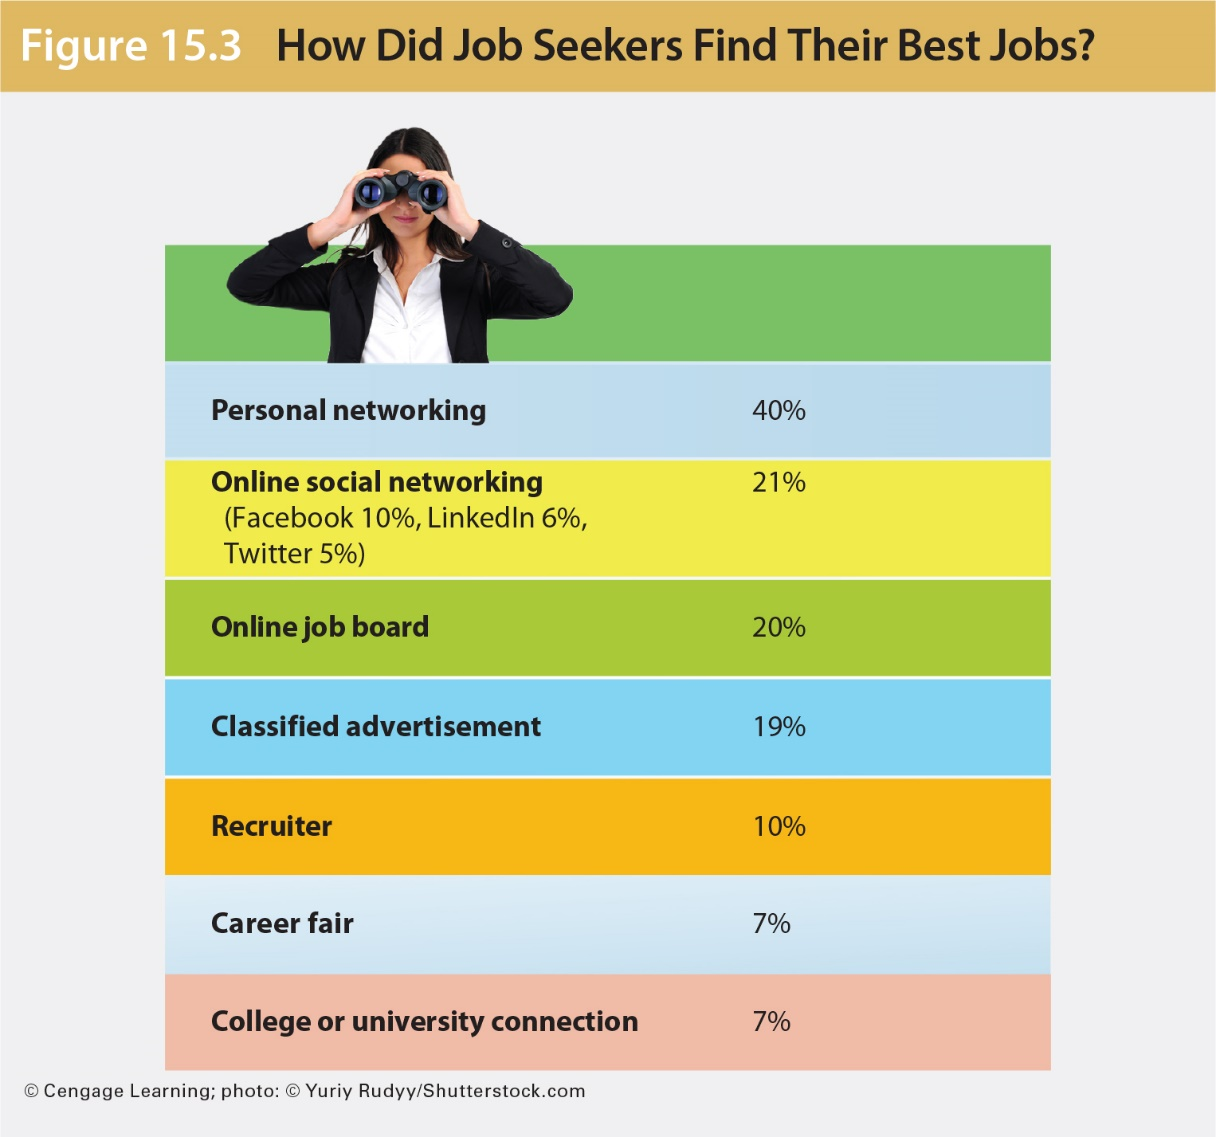 Figure 15.3 How Did Job Seekers Find Their Best Jobs?
Personal networking 40%
Online social networking 21%
(Facebook 10%, LinkedIn 6%,
Twitter 5%)
Online job board 20%
Classified advertisement 19%
Recruiter 10%
Career fair 7%
College or university connection 7%
© Cengage Learning; photo: © Yuriy Rudyy/Shutterstock.com